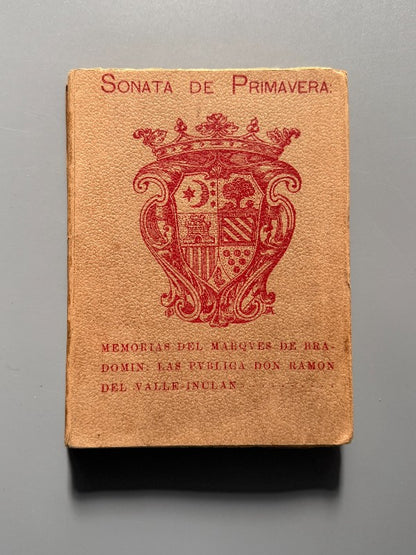 SONATA DE PRIMAVERA:
MEMORIAS DEL MARQVES DE BRA-
DOMIN. LAS PVBLICA DON RAMON
DEL VALLE-INCLAN